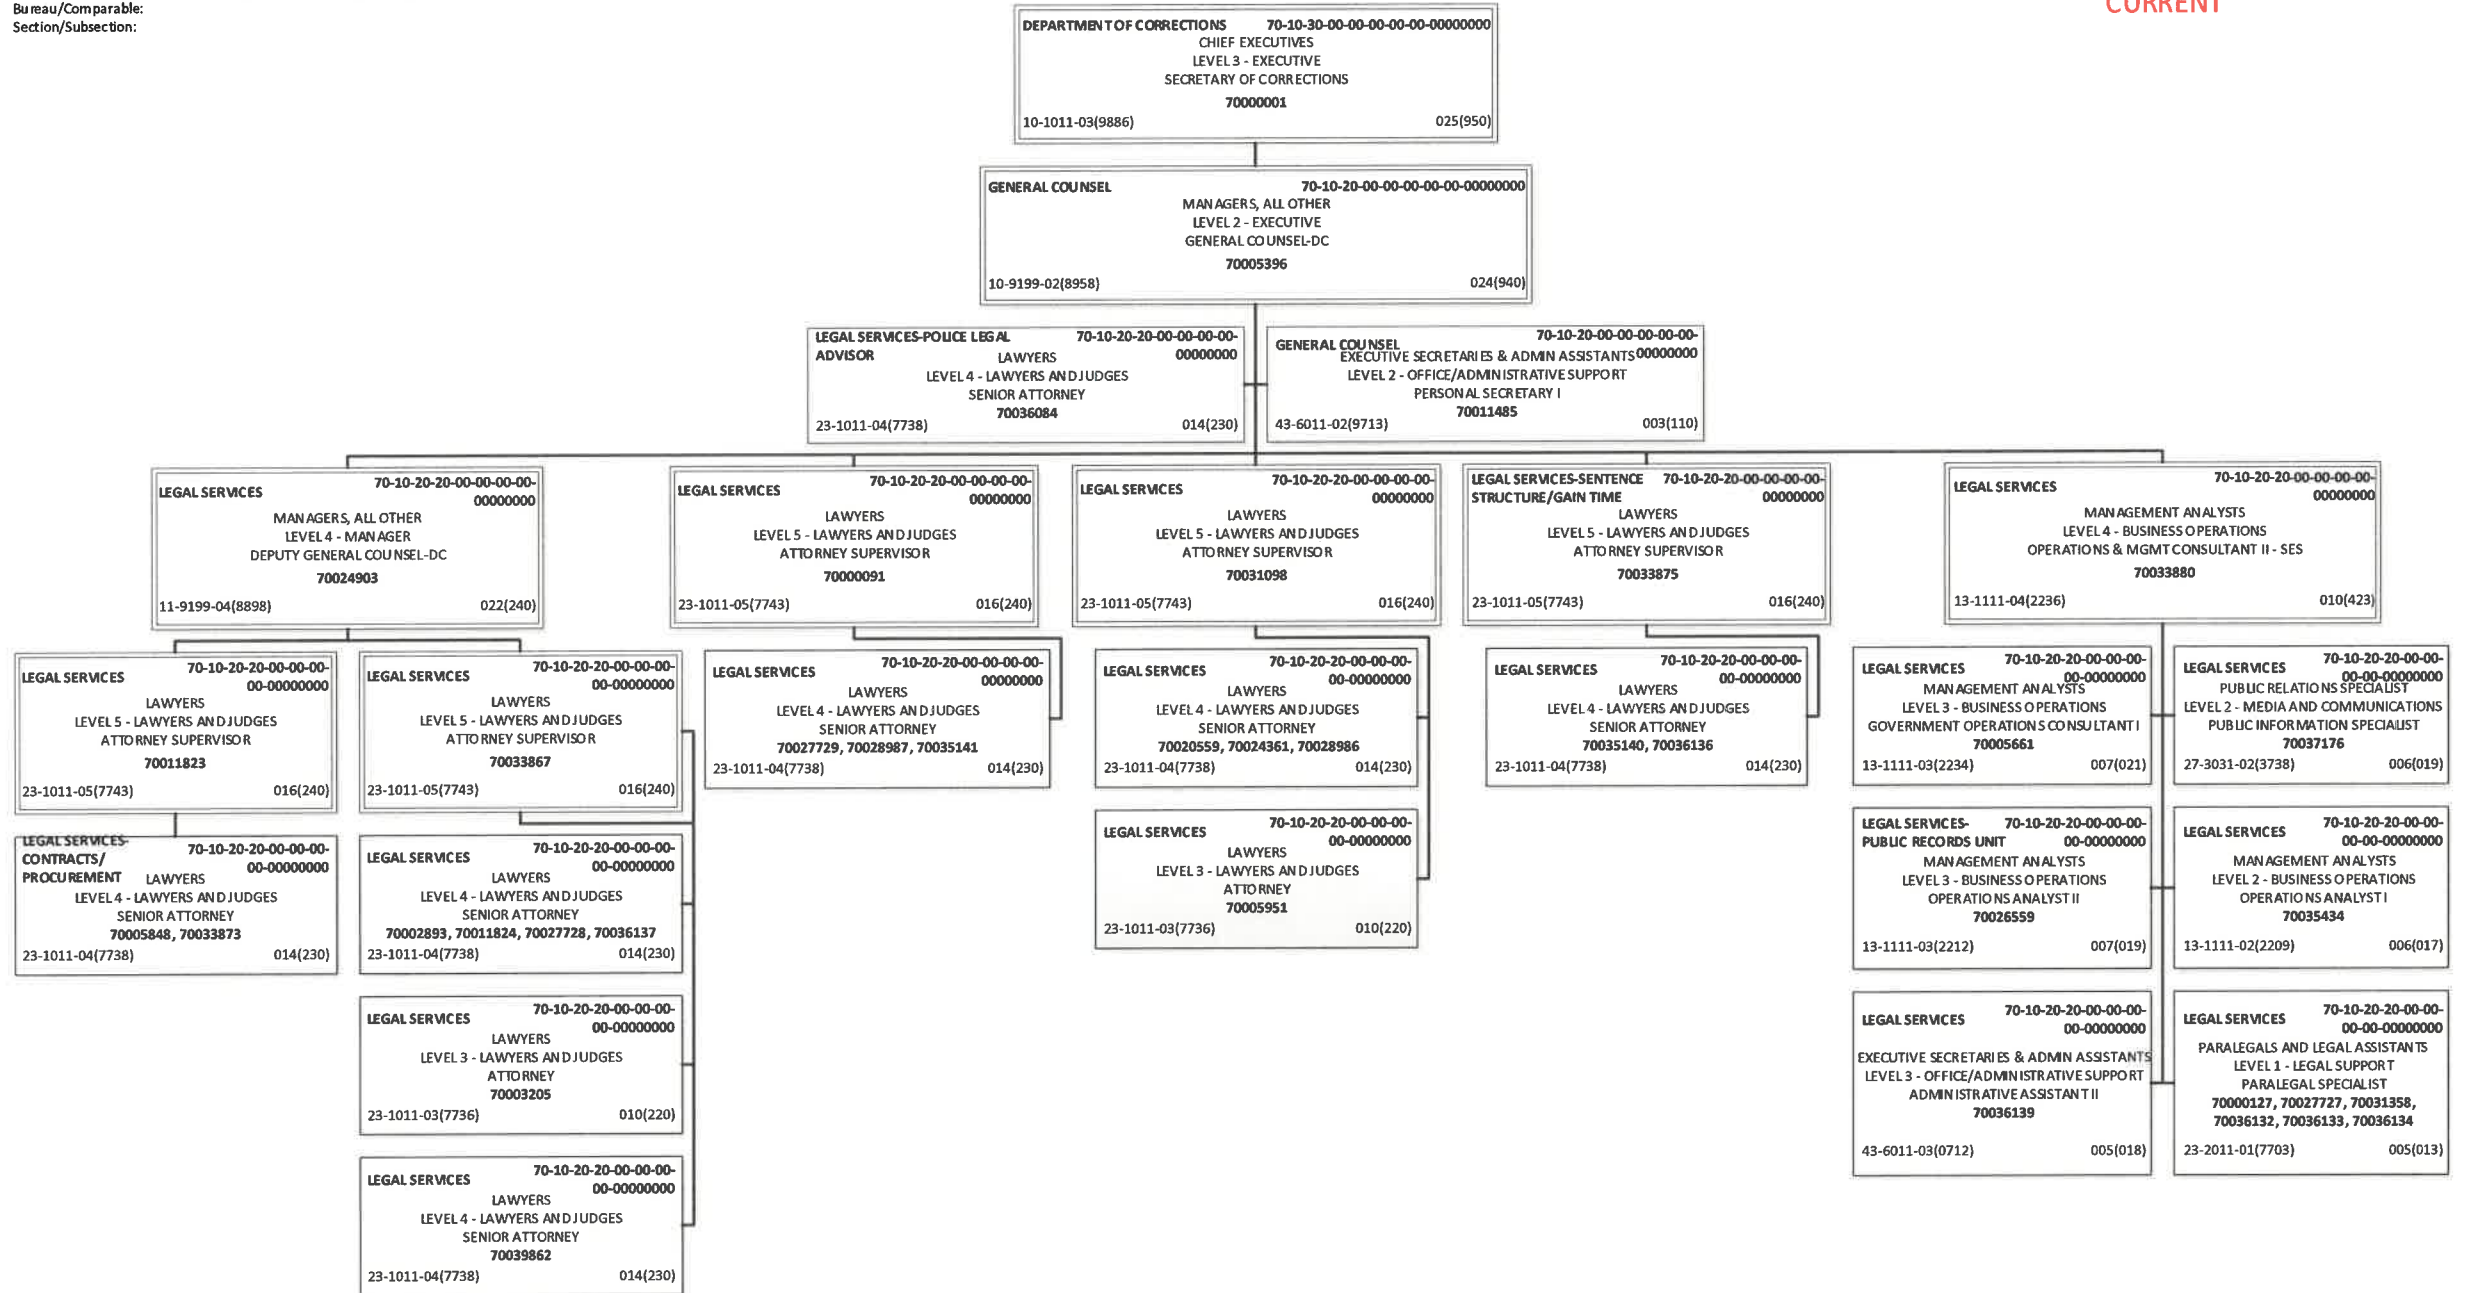 Bureau/Comparable:
Section/Subsection:
CURRENT
DEPARTMENT OF CORRECTIONS 70-10-30-00-00-00-00-00-00000000
CHIEF EXECUTIVES
LEVEL 3 - EXECUTIVE
SECRETARY OF CORRECTIONS
70000001
10-1011-03(9886) 025(950)
GENERAL COUNSEL 70-10-20-00-00-00-00-00-00000000
MANAGERS, ALL OTHER
LEVEL 2 - EXECUTIVE
GENERAL COUNSEL-DC
70005396
10-9199-02(8958) 024(940)
LEGAL SERVICES-POLICE LEGAL 70-10-20-20-00-00-00-00-
ADVISOR LAWYERS 00000000
LEVEL 4 - LAWYERS AND JUDGES
SENIOR ATTORNEY
70036084
23-1011-04(7738) 014(230)
70-10-20-00-00-00-00-00-
GENERAL COUNSEL
EXECUTIVE SECRETARIES & ADMIN ASSISTANTS 00000000
LEVEL 2 - OFFICE/ADMINISTRATIVE SUPPORT
PERSONAL SECRETARY I
70011485
43-6011-02(9713) 003(110)
LEGAL SERVICES 70-10-20-20-00-00-00-00-
00000000
MANAGERS, ALL OTHER
LEVEL 4 - MANAGER
DEPUTY GENERAL COUNSEL-DC
70024903
11-9199-04(8898) 022(240)
LEGAL SERVICES 70-10-20-20-00-00-00-00-
00000000
LAWYERS
LEVEL 5 - LAWYERS AND JUDGES
ATTORNEY SUPERVISOR
70000091
23-1011-05(7743) 016(240)
LEGAL SERVICES 70-10-20-20-00-00-00-00-
00000000
LAWYERS
LEVEL 5 - LAWYERS AND JUDGES
ATTORNEY SUPERVISOR
70031098
23-1011-05(7743) 016(240)
LEGAL SERVICES-SENTENCE 70-10-20-20-00-00-00-00-
STRUCTURE/GAIN TIME 00000000
LAWYERS
LEVEL 5 - LAWYERS AND JUDGES
ATTORNEY SUPERVISOR
70033875
23-1011-05(7743) 016(240)
LEGAL SERVICES 70-10-20-20-00-00-00-00-
00000000
MANAGEMENT ANALYSTS
LEVEL 4 - BUSINESS OPERATIONS
OPERATIONS & MGMT CONSULTANT II - SES
70033880
13-1111-04(2236) 010(423)
LEGAL SERVICES 70-10-20-20-00-00-00-
00-00000000
LAWYERS
LEVEL 5 - LAWYERS AND JUDGES
ATTORNEY SUPERVISOR
70011823
23-1011-05(7743) 016(240)
LEGAL SERVICES 70-10-20-20-00-00-00-
00-00000000
LAWYERS
LEVEL 5 - LAWYERS AND JUDGES
ATTORNEY SUPERVISOR
70033867
23-1011-05(7743) 016(240)
LEGAL SERVICES 70-10-20-20-00-00-00-00-
00000000
LAWYERS
LEVEL 4 - LAWYERS AND JUDGES
SENIOR ATTORNEY
70027729, 70028987, 70035141
23-1011-04(7738) 014(230)
LEGAL SERVICES 70-10-20-20-00-00-00-
00-00000000
LAWYERS
LEVEL 4 - LAWYERS AND JUDGES
SENIOR ATTORNEY
70020559, 70024361, 70028986
23-1011-04(7738) 014(230)
LEGAL SERVICES 70-10-20-20-00-00-00-
00-00000000
LAWYERS
LEVEL 4 - LAWYERS AND JUDGES
SENIOR ATTORNEY
70035140, 70036136
23-1011-04(7738) 014(230)
LEGAL SERVICES 70-10-20-20-00-00-00-
00-00000000
MANAGEMENT ANALYSTS
LEVEL 3 - BUSINESS OPERATIONS
GOVERNMENT OPERATIONS CONSULTANT I
70005661
13-1111-03(2234) 007(021)
LEGAL SERVICES 70-10-20-20-00-00-
00-00-00000000
PUBLIC RELATIONS SPECIALIST
LEVEL 2 - MEDIA AND COMMUNICATIONS
PUBLIC INFORMATION SPECIALIST
70037176
27-3031-02(3738) 006(019)
LEGAL SERVICES-
CONTRACTS/ 70-10-20-20-00-00-00-
00-00000000
PROCUREMENT LAWYERS
LEVEL 4 - LAWYERS AND JUDGES
SENIOR ATTORNEY
70005848, 70033873
23-1011-04(7738) 014(230)
LEGAL SERVICES 70-10-20-20-00-00-00-
00-00000000
LAWYERS
LEVEL 4 - LAWYERS AND JUDGES
SENIOR ATTORNEY
70002893, 70011824, 70027728, 70036137
23-1011-04(7738) 014(230)
LEGAL SERVICES 70-10-20-20-00-00-00-
00-00000000
LAWYERS
LEVEL 3 - LAWYERS AND JUDGES
ATTORNEY
70005951
23-1011-03(7736) 010(220)
LEGAL SERVICES- 70-10-20-20-00-00-00-
PUBLIC RECORDS UNIT 00-00000000
MANAGEMENT ANALYSTS
LEVEL 3 - BUSINESS OPERATIONS
OPERATIONS ANALYST II
70026559
13-1111-03(2212) 007(019)
LEGAL SERVICES 70-10-20-20-00-00-
00-00-00000000
MANAGEMENT ANALYSTS
LEVEL 2 - BUSINESS OPERATIONS
OPERATIONS ANALYST I
70035434
13-1111-02(2209) 006(017)
LEGAL SERVICES 70-10-20-20-00-00-00-
00-00000000
LAWYERS
LEVEL 3 - LAWYERS AND JUDGES
ATTORNEY
70003205
23-1011-03(7736) 010(220)
LEGAL SERVICES 70-10-20-20-00-00-00-
00-00000000
EXECUTIVE SECRETARIES & ADMIN ASSISTANTS
LEVEL 3 - OFFICE/ADMINISTRATIVE SUPPORT
ADMINISTRATIVE ASSISTANT II
70036139
43-6011-03(0712) 005(018)
LEGAL SERVICES 70-10-20-20-00-00-
00-00-00000000
PARALEGALS AND LEGAL ASSISTANTS
LEVEL 1 - LEGAL SUPPORT
PARALEGAL SPECIALIST
70000127, 70027727, 70031358,
70036132, 70036133, 70036134
23-2011-01(7703) 005(013)
LEGAL SERVICES 70-10-20-20-00-00-00-
00-00000000
LAWYERS
LEVEL 4 - LAWYERS AND JUDGES
SENIOR ATTORNEY
70039862
23-1011-04(7738) 014(230)